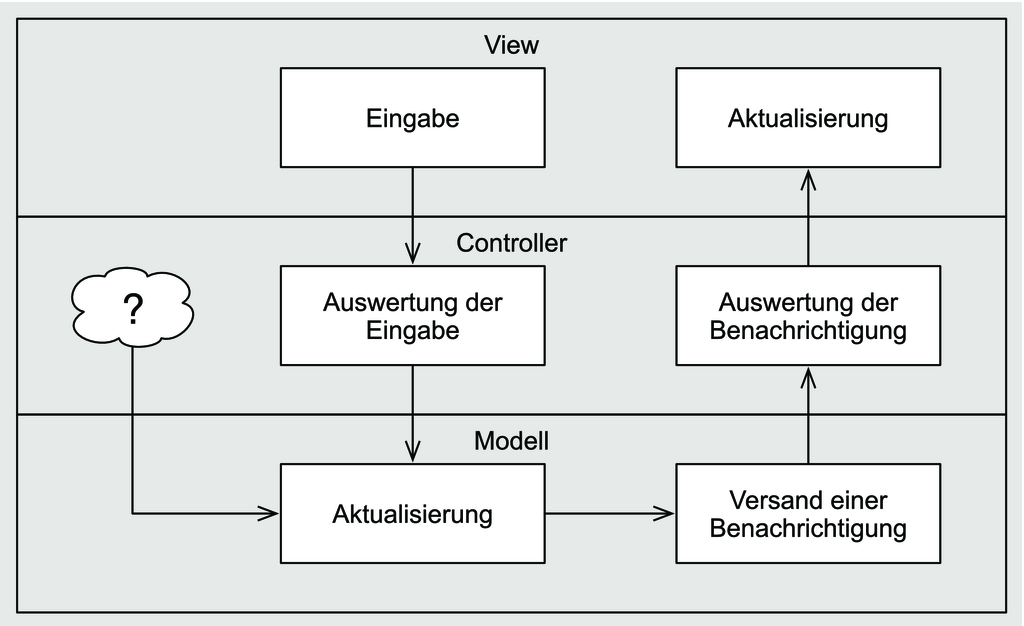 View
Eingabe
Aktualisierung
Controller
?
Auswertung der
Eingabe
Auswertung der
Benachrichtigung
Modell
Aktualisierung
Versand einer
Benachrichtigung